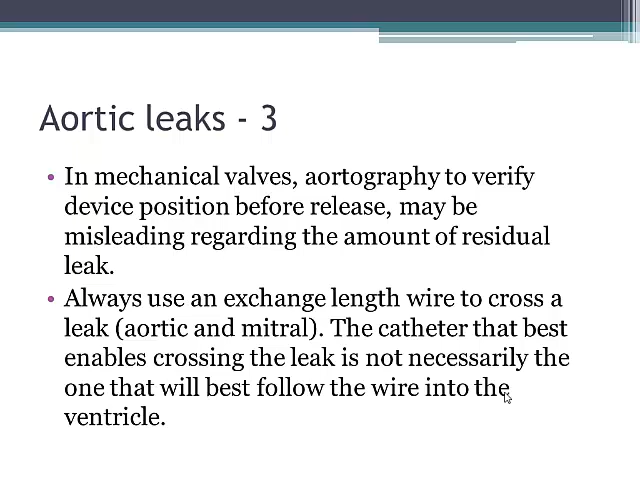 Aortic leaks - 3
• In mechanical valves, aortography to verify
device position before release, may be
misleading regarding the amount of residual
leak.
• Always use an exchange length wire to cross a
leak (aortic and mitral). The catheter that best
enables crossing the leak is not necessarily the
one that will best follow the wire into the
ventricle.